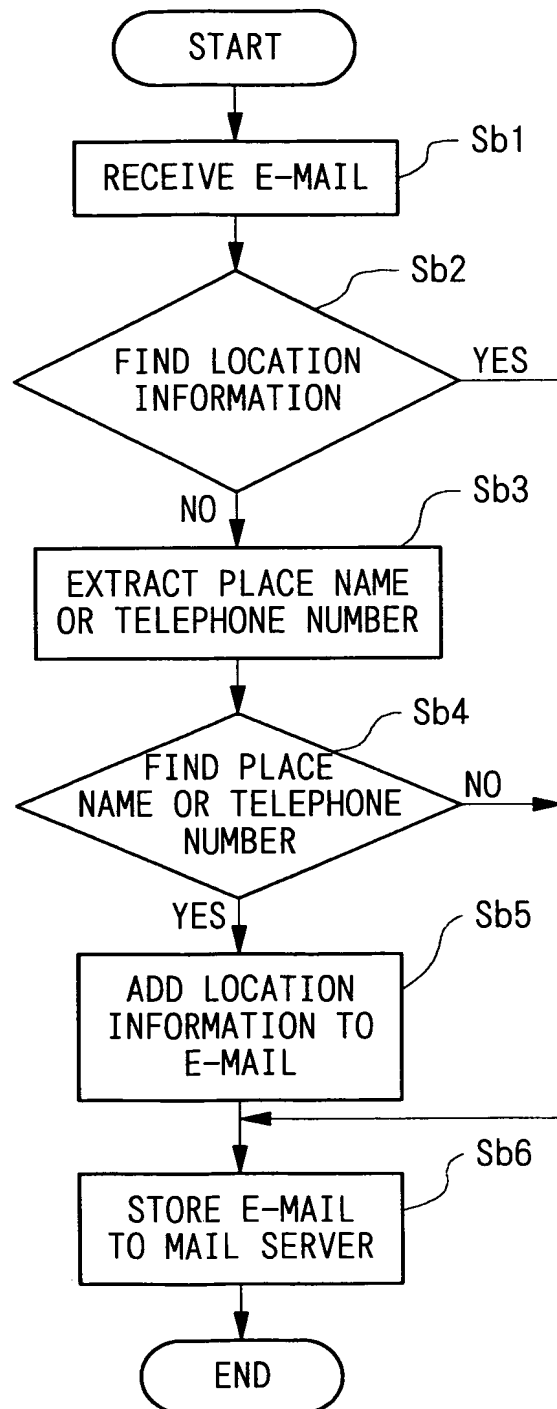 START
Sb1
RECEIVE E-MAIL
Sb2
FIND LOCATION
INFORMATION
YES
NO
Sb3
EXTRACT PLACE NAME
OR TELEPHONE NUMBER
Sb4
FIND PLACE
NAME OR TELEPHONE
NUMBER
NO
YES
Sb5
ADD LOCATION
INFORMATION TO
E-MAIL
Sb6
STORE E-MAIL
TO MAIL SERVER
END